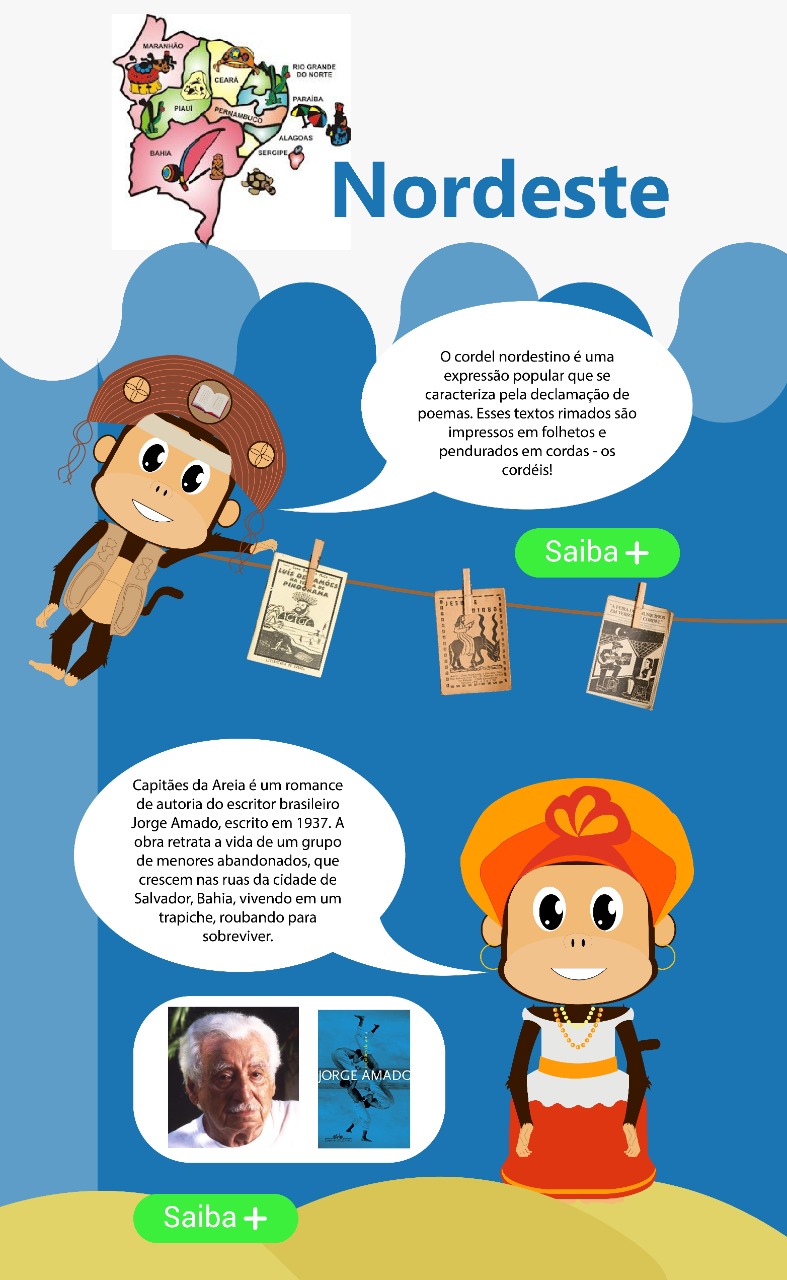 MARANHÃO
CEARÁ
RIO GRANDE
DO NORTE
PARAÍBA
PIAUÍ
PERNAMBUCO
ALAGOAS
SERGIPE
BAHIA
Nordeste
O cordel nordestino é uma
expressão popular que se
caracteriza pela declamação de
poemas. Esses textos rimados são
impressos em folhetos e
pendurados em cordas - os
cordéis!
Saiba +
LUÍS DE CAMÕES
NA
PINDORAMA
Capitães da Areia é um romance
de autoria do escritor brasileiro
Jorge Amado, escrito em 1937. A
obra retrata a vida de um grupo
de menores abandonados, que
crescem nas ruas da cidade de
Salvador, Bahia, vivendo em um
trapiche, roubando para
sobreviver.
JORGE AMADO
Saiba +